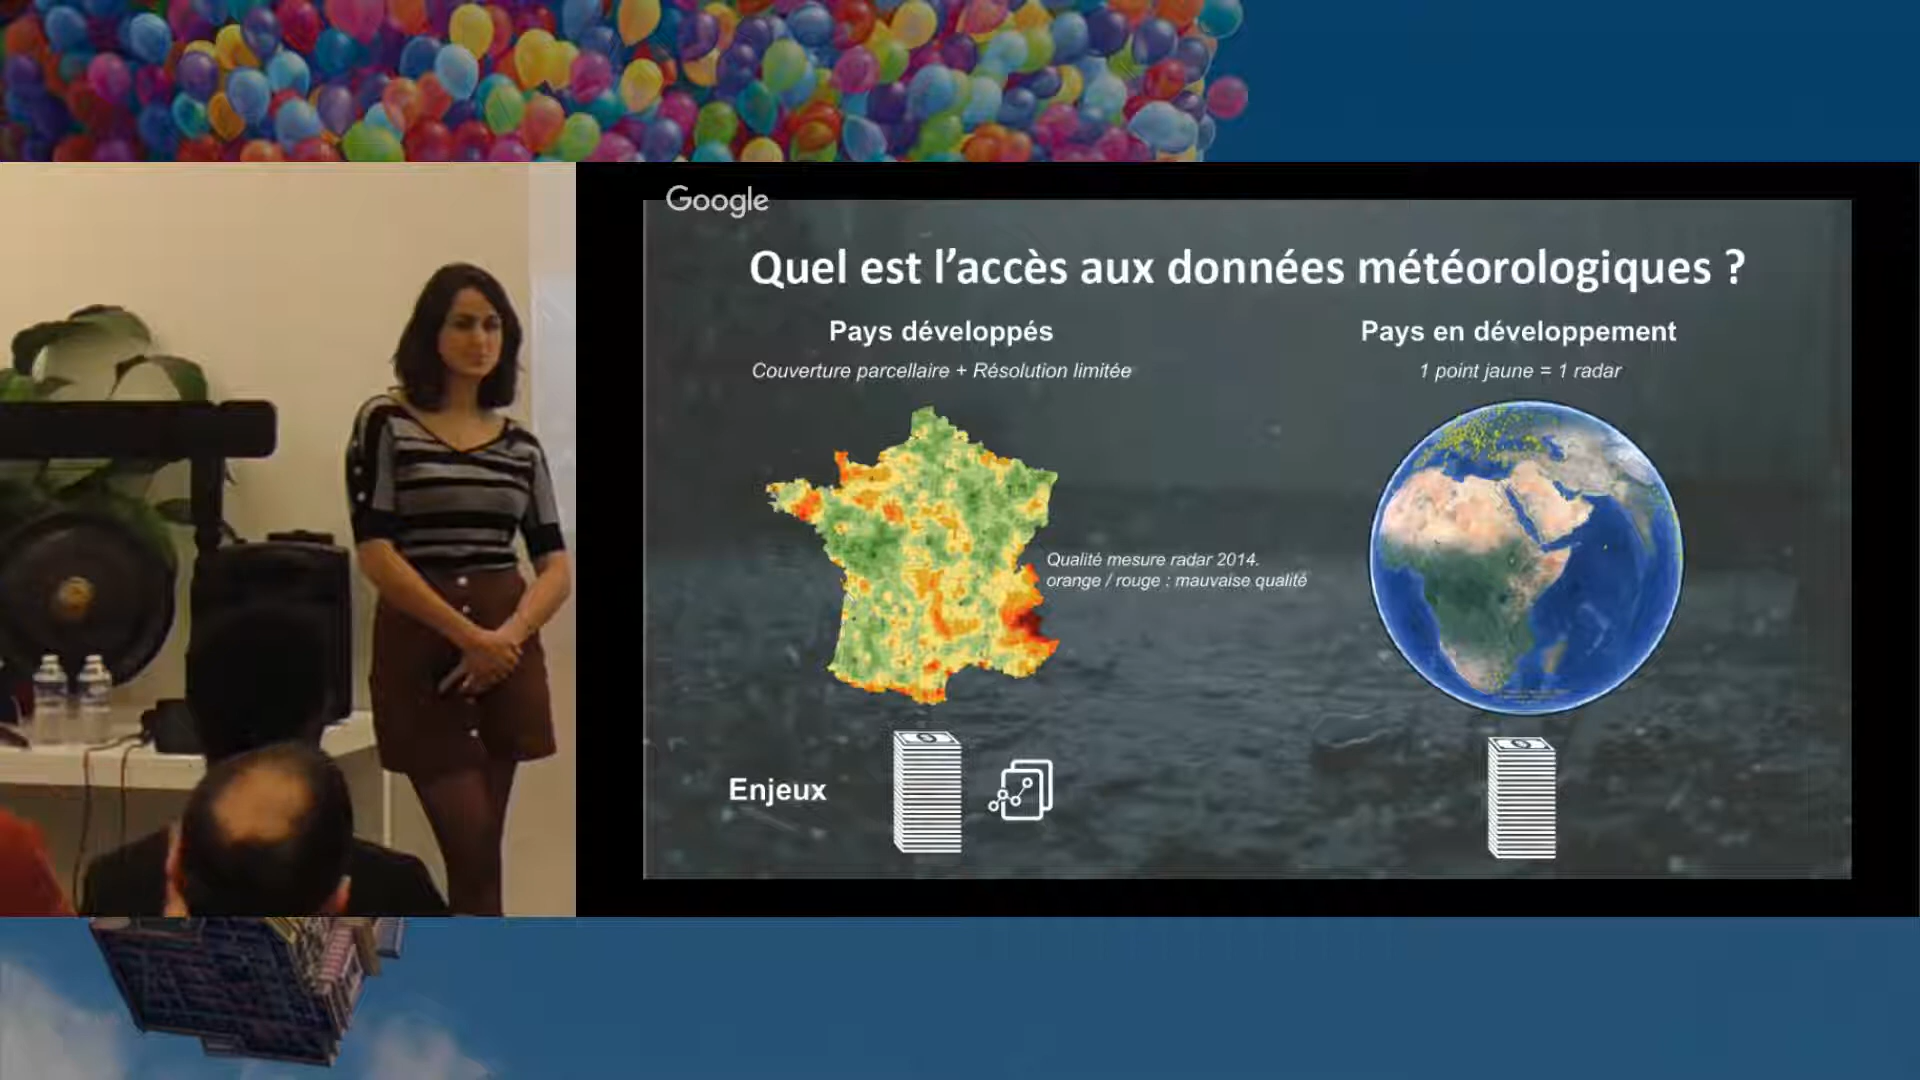 Google
Quel est l’accès aux données météorologiques ?
Pays développés
Couverture parcellaire + Résolution limitée
Pays en développement
1 point jaune = 1 radar
Qualité mesure radar 2014.
orange / rouge : mauvaise qualité
Enjeux